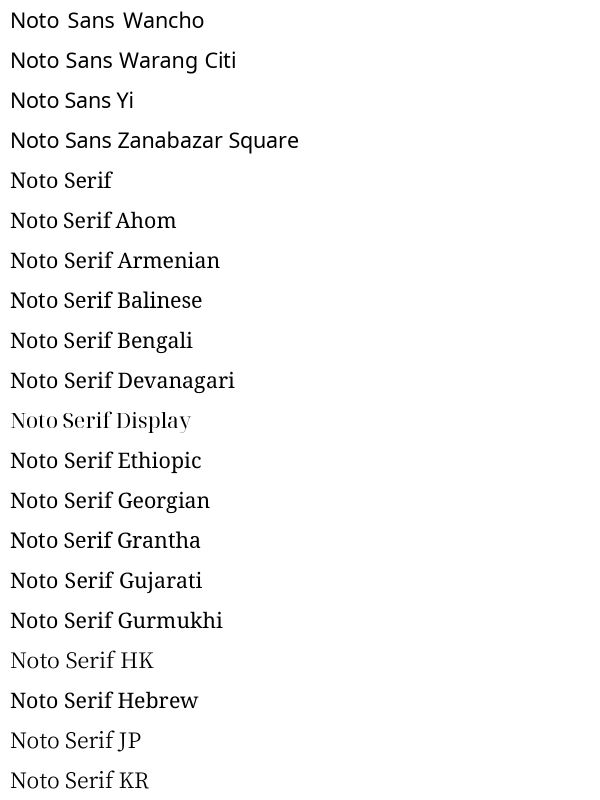 Noto Sans Wancho
Noto Sans Warang Citi
Noto Sans Yi
Noto Sans Zanabazar Square
Noto Serif
Noto Serif Ahom
Noto Serif Armenian
Noto Serif Balinese
Noto Serif Bengali
Noto Serif Devanagari
Noto Serif Display
Noto Serif Ethiopic
Noto Serif Georgian
Noto Serif Grantha
Noto Serif Gujarati
Noto Serif Gurmukhi
Noto Serif HK
Noto Serif Hebrew
Noto Serif JP
Noto Serif KR